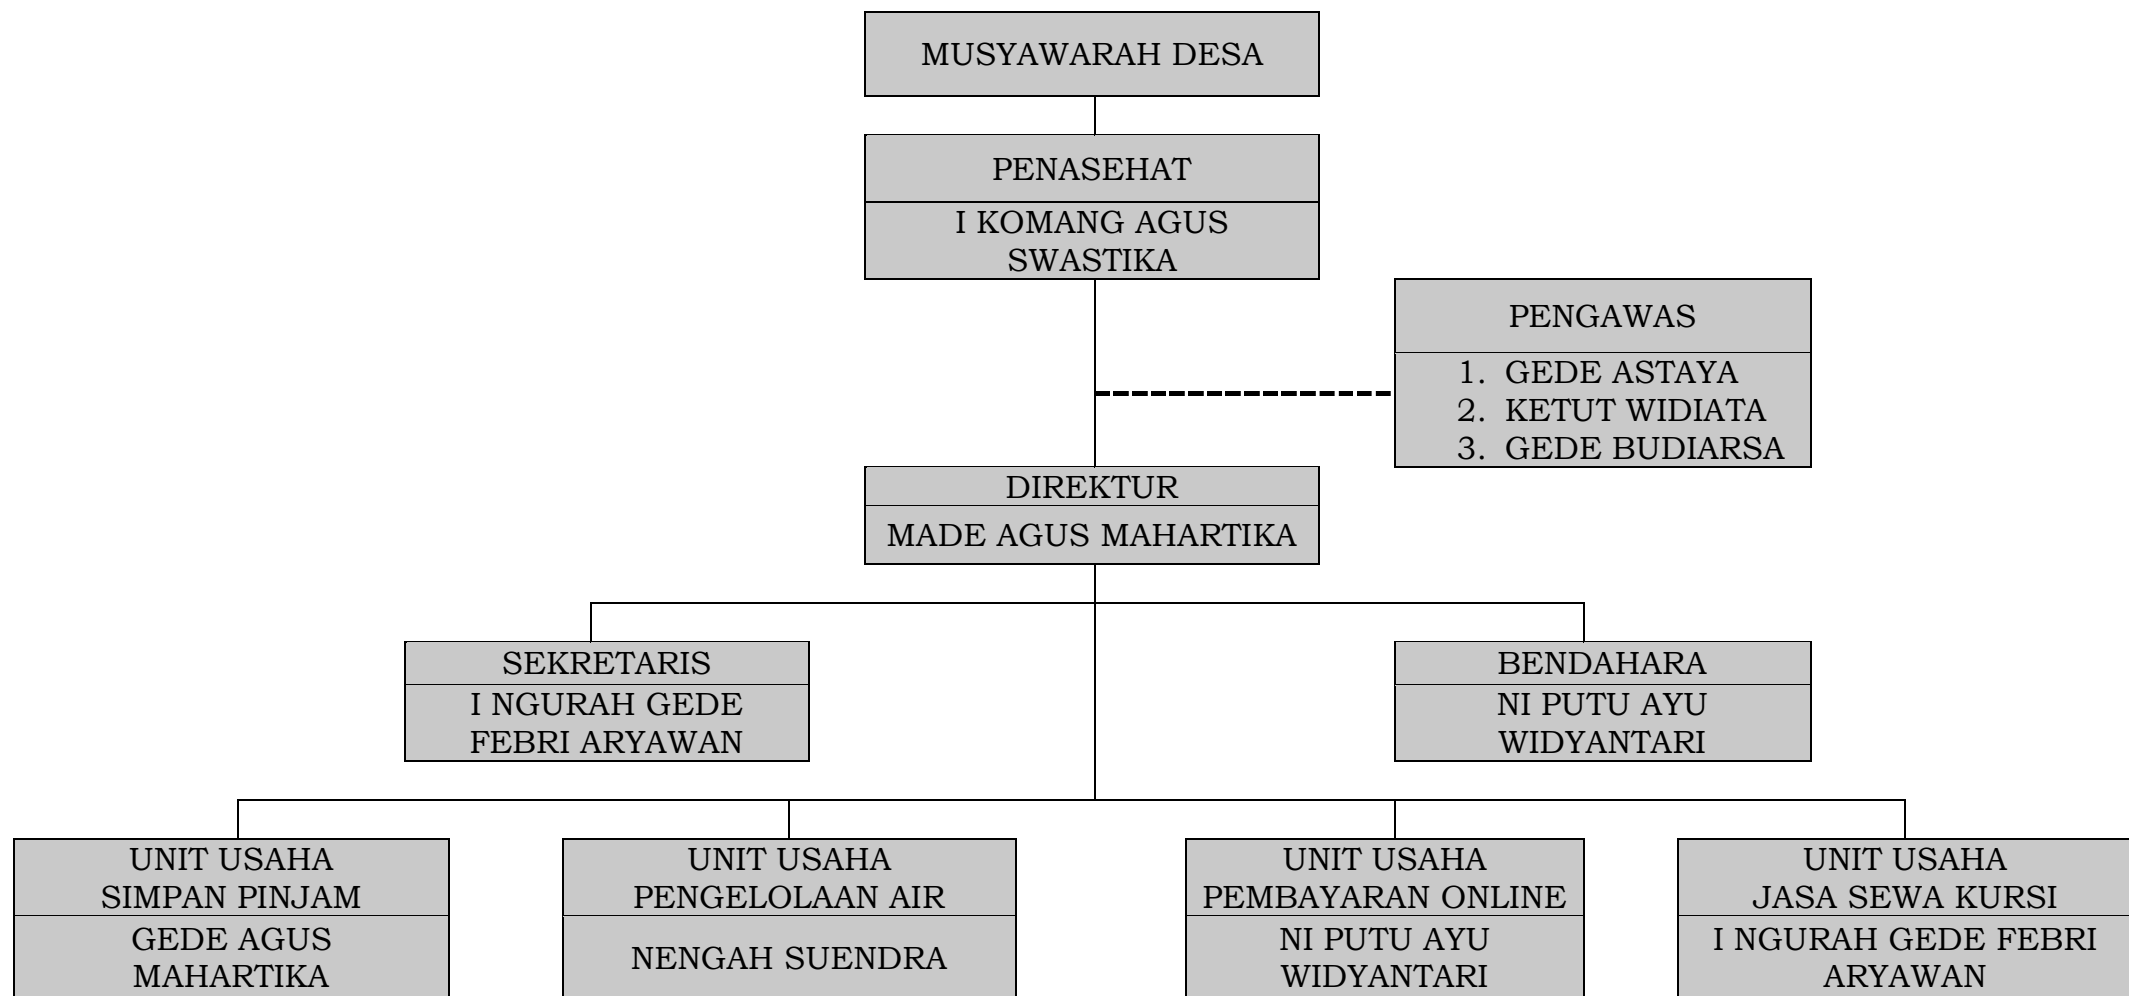 MUSYAWARAH DESA
PENASEHAT
I KOMANG AGUS
SWASTIKA
PENGAWAS
1. GEDE ASTAYA
2. KETUT WIDIATA
3. GEDE BUDIARSA
DIREKTUR
MADE AGUS MAHARTIKA
SEKRETARIS
I NGURAH GEDE
FEBRI ARYAWAN
BENDAHARA
NI PUTU AYU
WIDYANTARI
UNIT USAHA
SIMPAN PINJAM
GEDE AGUS
MAHARTIKA
UNIT USAHA
PENGELOLAAN AIR
NENGAH SUENDRA
UNIT USAHA
PEMBAYARAN ONLINE
NI PUTU AYU
WIDYANTARI
UNIT USAHA
JASA SEWA KURSI
I NGURAH GEDE FEBRI
ARYAWAN